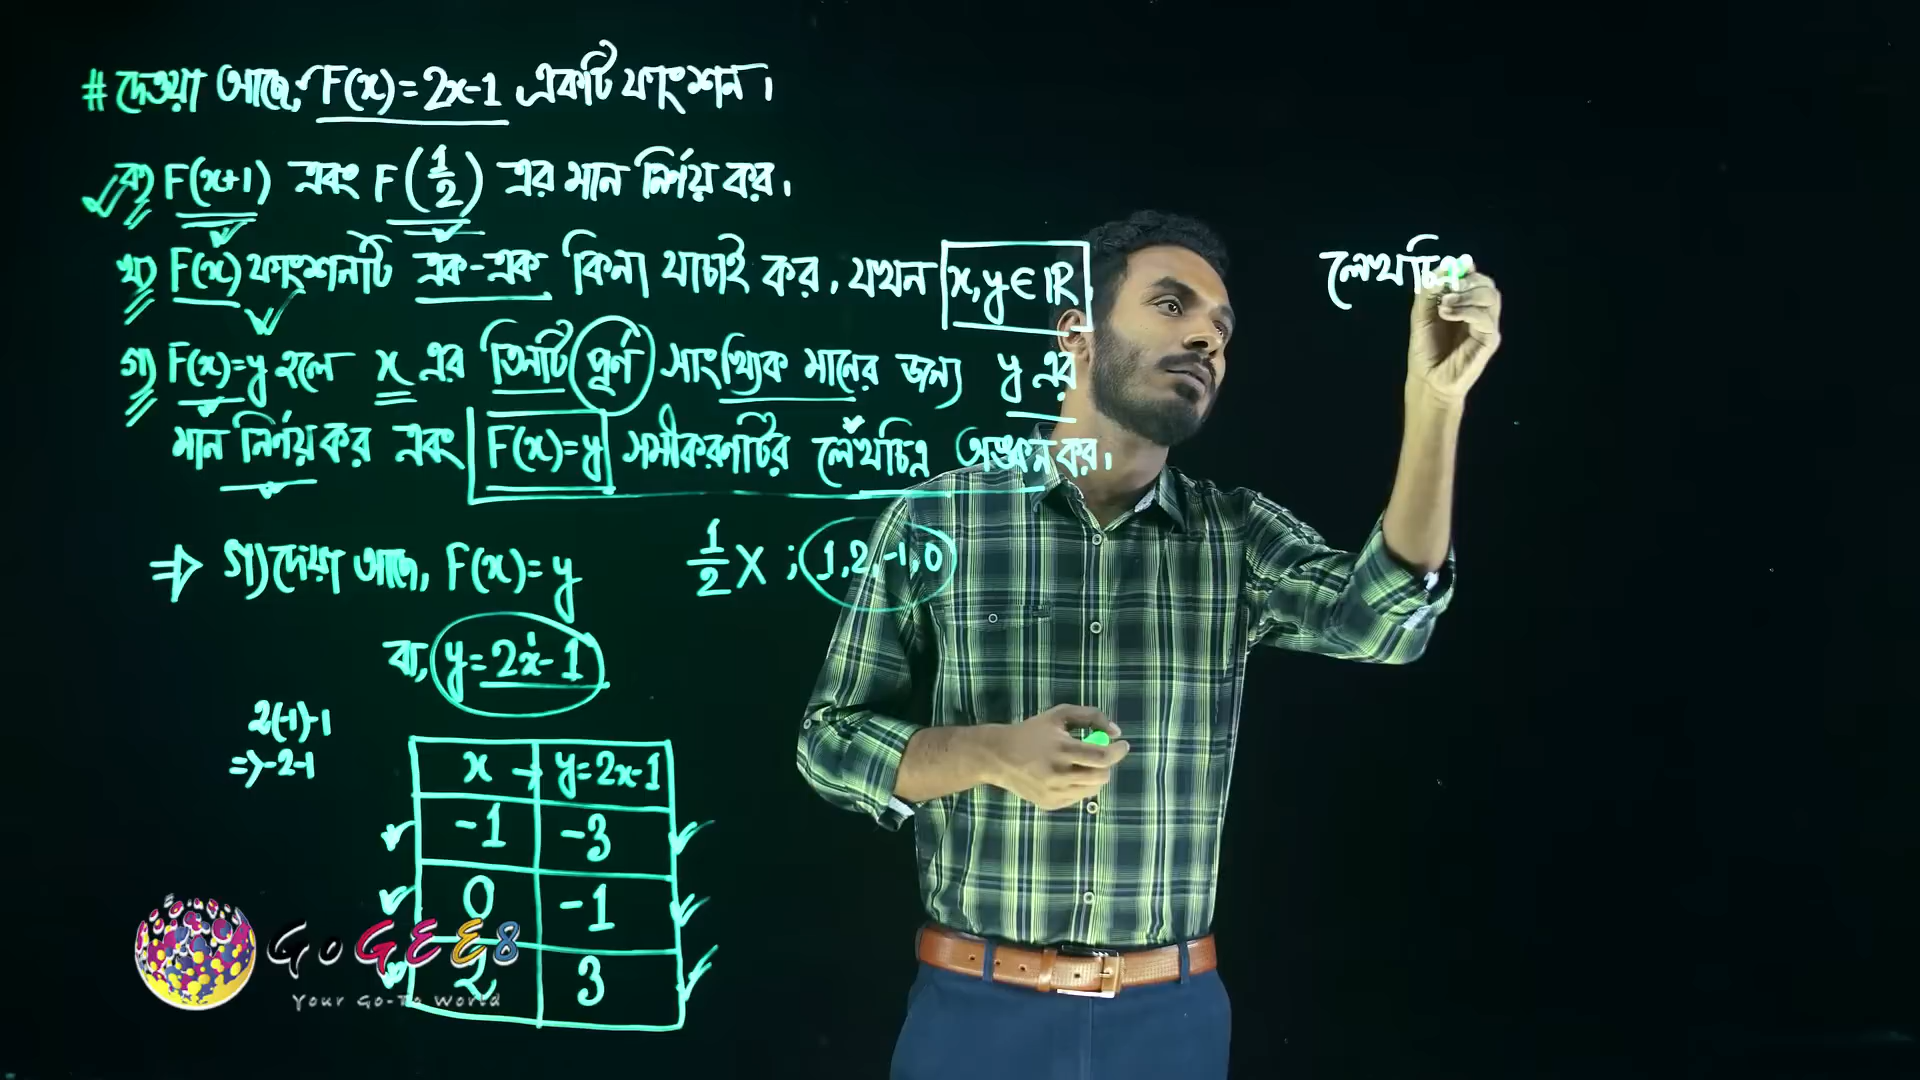 # দেওয়া আছে, F(x)=2x-1 একটি ফাংশন।
ক) F(x+1) এবং F(1/2) এর মান নির্ণয় কর।
খ) F(x) ফাংশনটি এক-এক কিনা যাচাই কর, যখন x,y∈IR
গ) F(x)=y হলে x এর তিনটি পূর্ণ সাংখ্যিক মানের জন্য y এর
মান নির্ণয় কর এবং F(x)=y সমীকরণটির লেখচিত্র অঙ্কন কর।
⇒ গ) দেয়া আছে, F(x)=y
1/2 X ; 1,2,-1,0
বা, y=2x-1
2(-1)-1
=>-2-1
x y=2x-1
-1 -3
0 -1
2 3
লেখচিত্র
GoGEE8
Your Go-To World